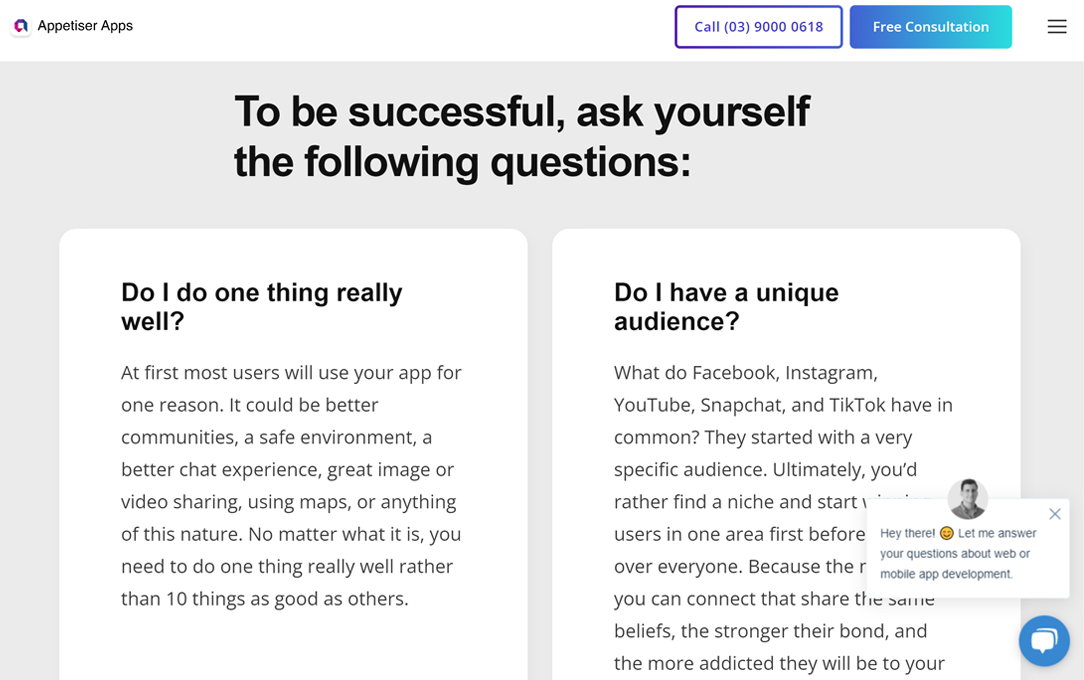 Appetiser Apps
Call (03) 9000 0618
Free Consultation
To be successful, ask yourself
the following questions:
Do I do one thing really
well?
At first most users will use your app for
one reason. It could be better
communities, a safe environment, a
better chat experience, great image or
video sharing, using maps, or anything
of this nature. No matter what it is, you
need to do one thing really well rather
than 10 things as good as others.
Do I have a unique
audience?
What do Facebook, Instagram,
YouTube, Snapchat, and TikTok have in
common? They started with a very
specific audience. Ultimately, you’d
rather find a niche and start
users in one area first before
over everyone. Because the
you can connect that share the same
beliefs, the stronger their bond, and
the more addicted they will be to your
Hey there! 😊 Let me answer
your questions about web or
mobile app development.